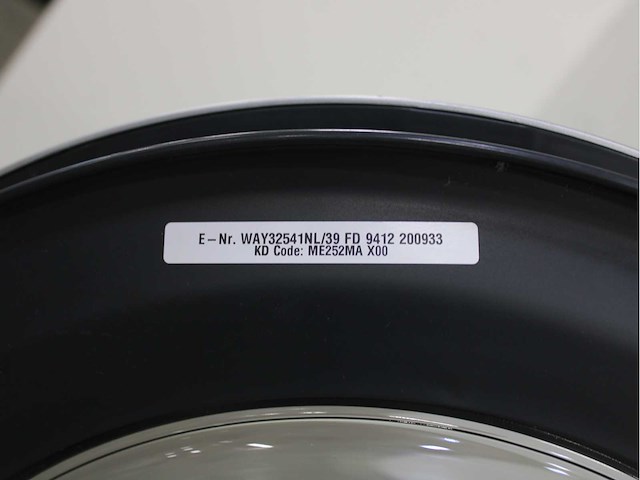 E-Nr. WAY32541NL/39 FD 9412 200933
KD Code: ME252MA X00